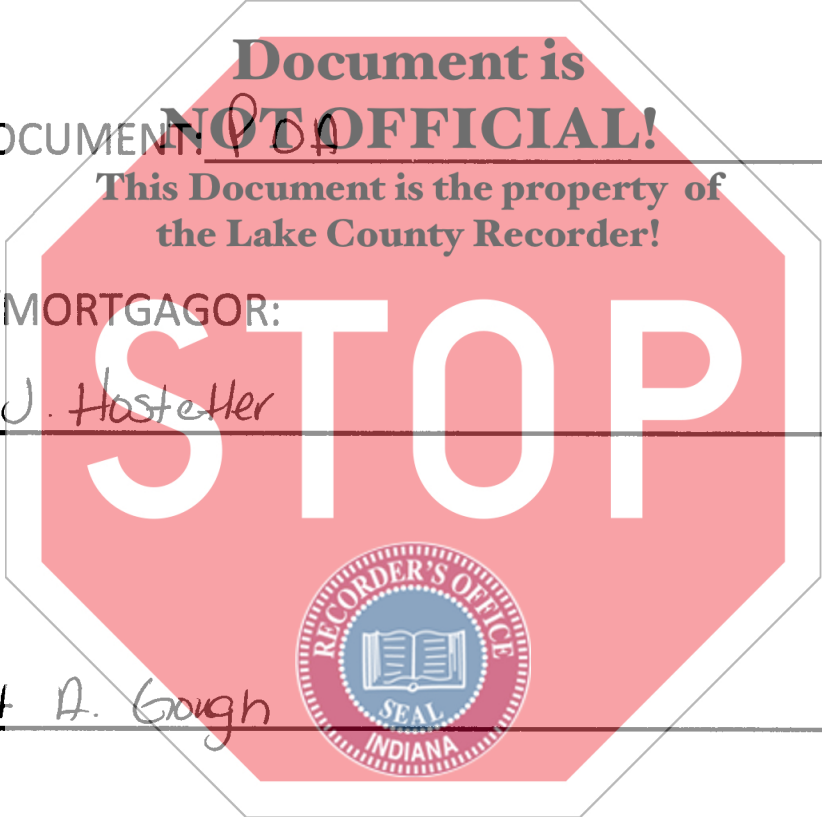 Document is
NOT OFFICIAL!
OCUMENT: POA
This Document is the property of
the Lake County Recorder!
MORTGAGOR:
STOP
J. Hostetler
RECORDER'S OFFICE
SEAL
INDIANA
t A. Gough